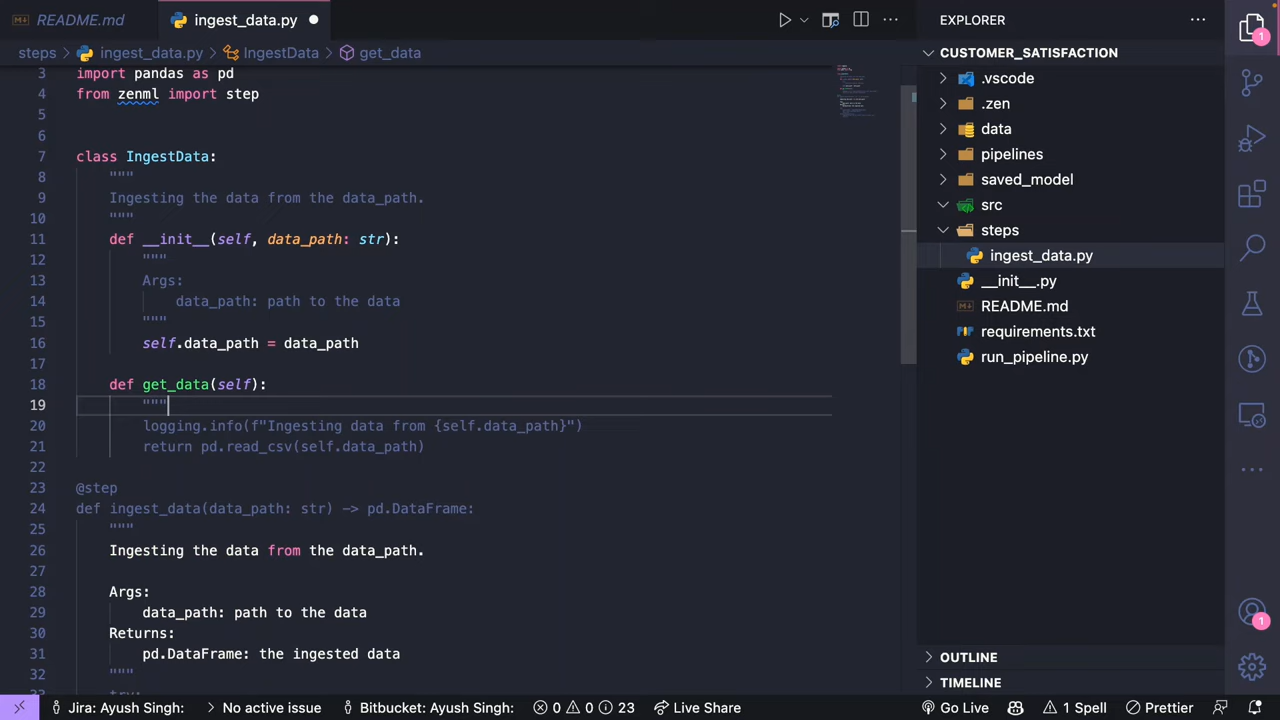 README.md
ingest_data.py
steps > ingest_data.py > IngestData > get_data
3 import pandas as pd
4 from zenml import step
5
6
7 class IngestData:
8 """
9 Ingesting the data from the data_path.
10 """
11 def __init__(self, data_path: str):
12 """
13 Args:
14 data_path: path to the data
15 """
16 self.data_path = data_path
17
18 def get_data(self):
19 """
20 logging.info(f"Ingesting data from {self.data_path}")
21 return pd.read_csv(self.data_path)
22
23 @step
24 def ingest_data(data_path: str) -> pd.DataFrame:
25 """
26 Ingesting the data from the data_path.
27
28 Args:
29 data_path: path to the data
30 Returns:
31 pd.DataFrame: the ingested data
32 """
33 try:
EXPLORER
CUSTOMER_SATISFACTION
.vscode
.zen
data
pipelines
saved_model
src
steps
ingest_data.py
__init__.py
README.md
requirements.txt
run_pipeline.py
OUTLINE
TIMELINE
1
1
Jira: Ayush Singh: > No active issue Bitbucket: Ayush Singh: 0 0 23 Live Share Go Live 1 Spell Prettier